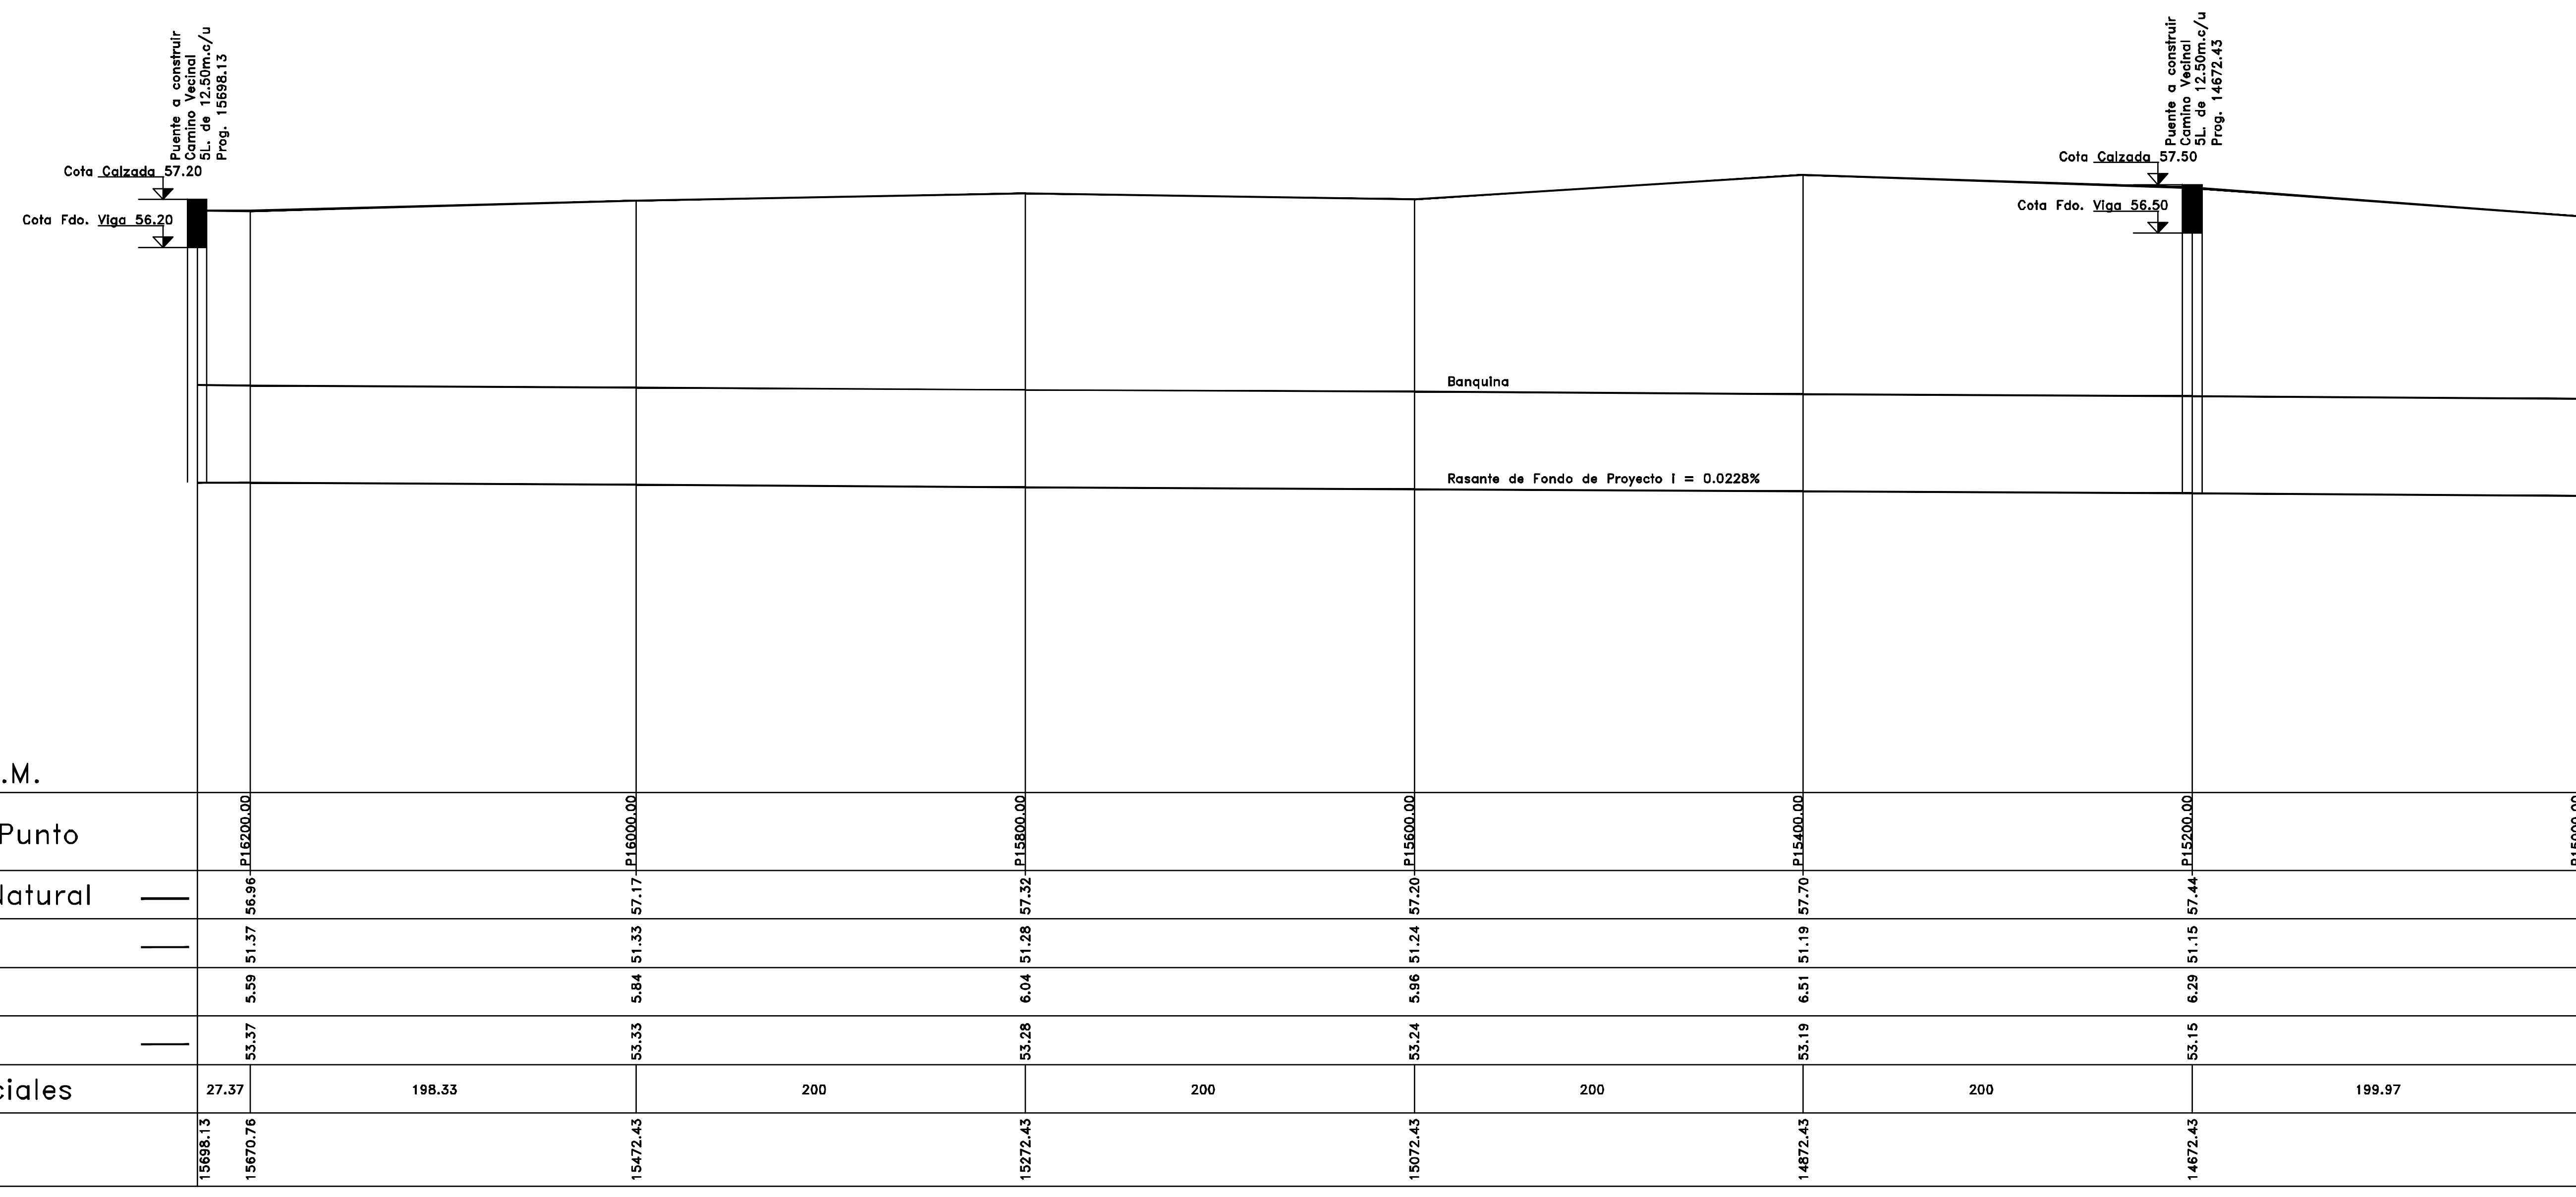 Puente a construir
Camino Vecinal
5L. de 12.50m.c/u
Prog. 15698.13
Cota Calzada 57.20
Cota Fdo. Viga 56.20
Puente a construir
Camino Vecinal
5L. de 12.50m.c/u
Prog. 14672.43
Cota Calzada 57.50
Cota Fdo. Viga 56.50
Banquina
Rasante de Fondo de Proyecto i = 0.0228%
.M.
Punto P16200.00 P16000.00 P15800.00 P15600.00 P15400.00 P15200.00 P15000.00
Natural 56.96 57.17 57.32 57.20 57.70 57.44
51.37 51.33 51.28 51.24 51.19 51.15
5.59 5.84 6.04 5.96 6.51 6.29
53.37 53.33 53.28 53.24 53.19 53.15
ciales 27.37 198.33 200 200 200 200 199.97
15698.13 15670.76 15472.43 15272.43 15072.43 14872.43 14672.43